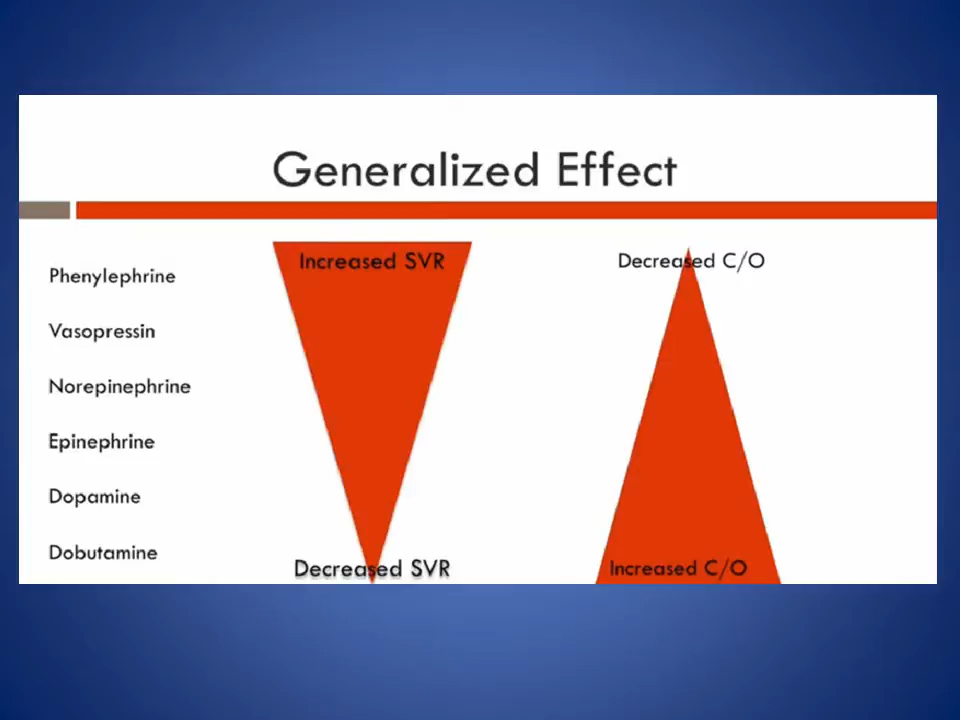 Generalized Effect
Increased SVR
Decreased C/O
Phenylephrine
Vasopressin
Norepinephrine
Epinephrine
Dopamine
Dobutamine
Decreased SVR
Increased C/O